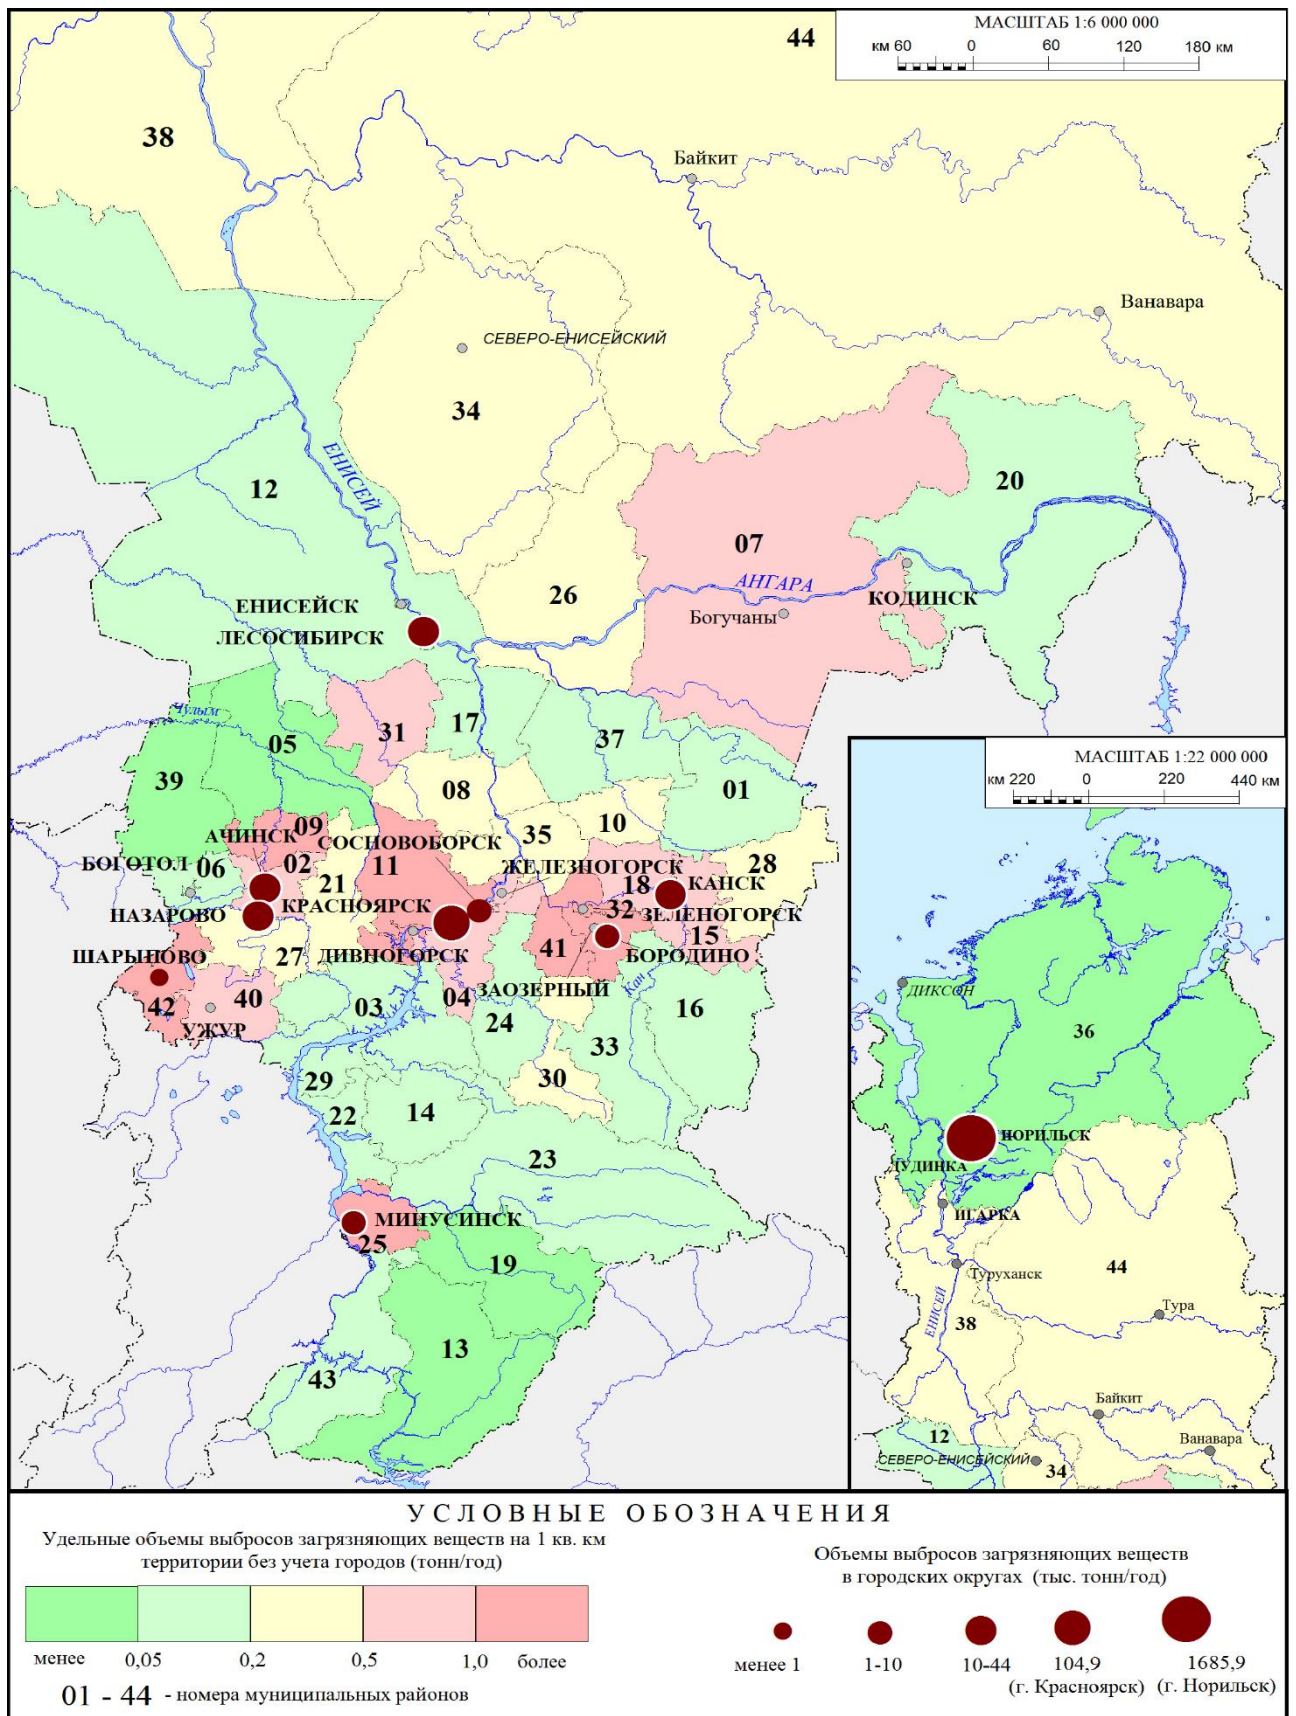 МАСШТАБ 1:6 000 000
км 60 0 60 120 180 км
44
38
Байкит
Ванавара
СЕВЕРО-ЕНИСЕЙСКИЙ
34
ЕНИСЕЙ
12
20
07
АНГАРА
26
КОДИНСК
ЕНИСЕЙСК
Богучаны
ЛЕСОСИБИРСК
Чулым
31
17
37
05
39
08
01
09
10
АЧИНСК
СОСНОВОБОРСК
35
БОГОТОЛ
06
02
11
ЖЕЛЕЗНОГОРСК
28
21
18
КАНСК
НАЗАРОВО
КРАСНОЯРСК
32
ЗЕЛЕНОГОРСК
15
ШАРЫПОВО
27
ДИВНОГОРСК
41
БОРОДИНО
42
40
03
04
ЗАОЗЕРНЫЙ
Кан
16
УЖУР
24
33
29
30
22
14
23
МИНУСИНСК
25
19
13
43
МАСШТАБ 1:22 000 000
км 220 0 220 440 км
ДИКСОН
36
НОРИЛЬСК
ДУДИНКА
ИГАРКА
Туруханск
44
ЕНИСЕЙ
Тура
38
Байкит
12
Ванавара
СЕВЕРО-ЕНИСЕЙСКИЙ
34
УСЛОВНЫЕ ОБОЗНАЧЕНИЯ
Удельные объемы выбросов загрязняющих веществ на 1 кв. км
территории без учета городов (тонн/год)
менее 0,05 0,2 0,5 1,0 более
01 - 44 - номера муниципальных районов
Объемы выбросов загрязняющих веществ
в городских округах (тыс. тонн/год)
менее 1 1-10 10-44 104,9 1685,9
(г. Красноярск) (г. Норильск)